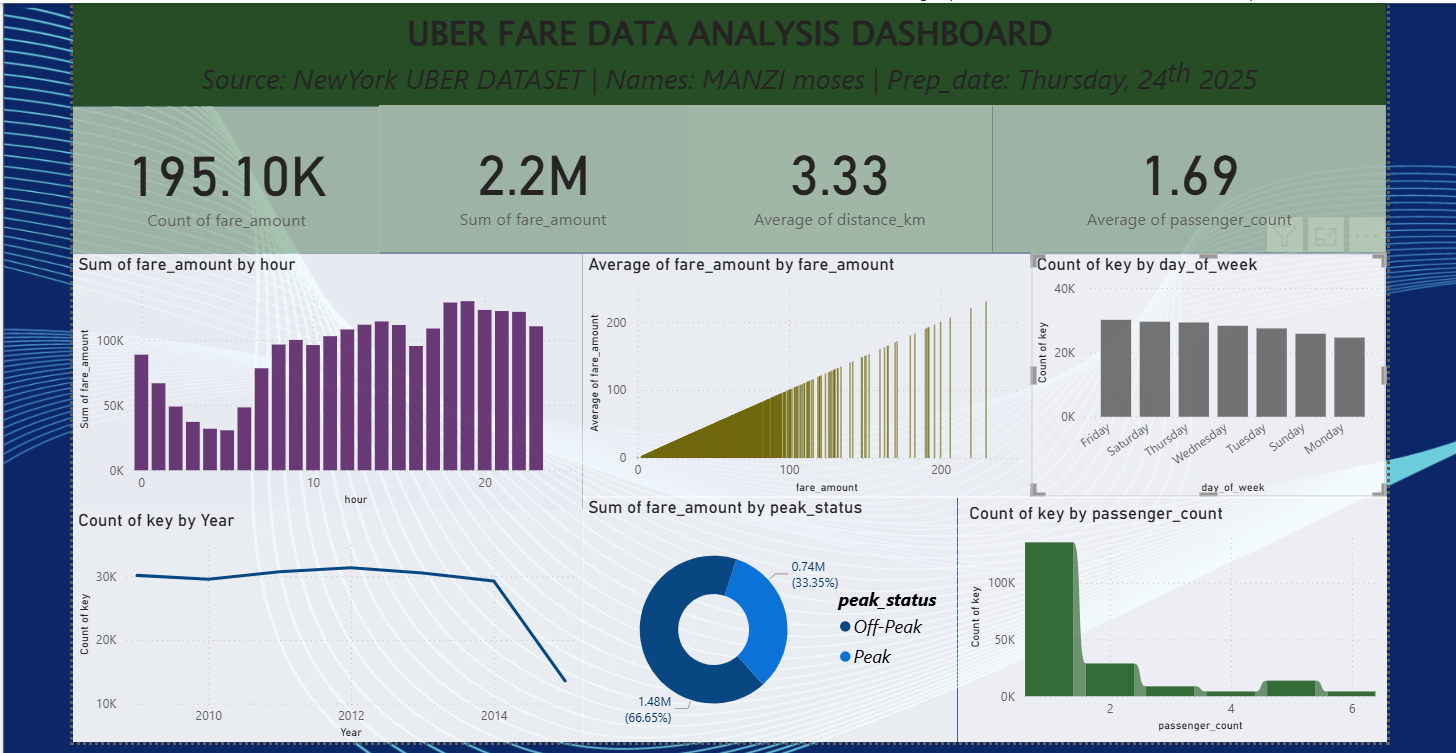 UBER FARE DATA ANALYSIS DASHBOARD
Source: NewYork UBER DATASET | Names: MANZI moses | Prep_date: Thursday, 24th 2025
195.10K
Count of fare_amount
2.2M
Sum of fare_amount
3.33
Average of distance_km
1.69
Average of passenger_count
Sum of fare_amount by hour
Sum of fare_amount
100K
50K
0K
0
10
20
hour
Average of fare_amount by fare_amount
Average of fare_amount
200
100
0
0
100
200
fare_amount
Count of key by day_of_week
Count of key
40K
20K
0K
Friday
Saturday
Thursday
Wednesday
Tuesday
Sunday
Monday
day_of_week
Count of key by Year
Count of key
30K
20K
10K
2010
2012
2014
Year
Sum of fare_amount by peak_status
0.74M
(33.35%)
1.48M
(66.65%)
peak_status
Off-Peak
Peak
Count of key by passenger_count
Count of key
100K
50K
0K
2
4
6
passenger_count